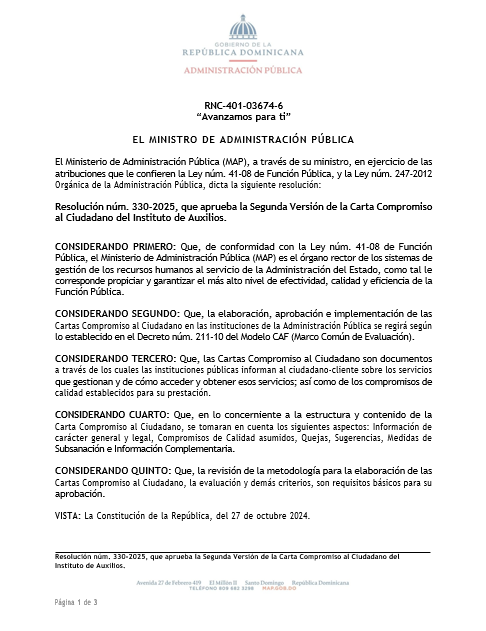 GOBIERNO DE LA
REPÚBLICA DOMINICANA
ADMINISTRACIÓN PÚBLICA
RNC-401-03674-6
“Avanzamos para ti”
EL MINISTRO DE ADMINISTRACIÓN PÚBLICA
El Ministerio de Administración Pública (MAP), a través de su ministro, en ejercicio de las
atribuciones que le confieren la Ley núm. 41-08 de Función Pública, y la Ley núm. 247-2012
Orgánica de la Administración Pública, dicta la siguiente resolución:
Resolución núm. 330-2025, que aprueba la Segunda Versión de la Carta Compromiso
al Ciudadano del Instituto de Auxilios.
CONSIDERANDO PRIMERO: Que, de conformidad con la Ley núm. 41-08 de Función
Pública, el Ministerio de Administración Pública (MAP) es el órgano rector de los sistemas de
gestión de los recursos humanos al servicio de la Administración del Estado, como tal le
corresponde propiciar y garantizar el más alto nivel de efectividad, calidad y eficiencia de la
Función Pública.
CONSIDERANDO SEGUNDO: Que, la elaboración, aprobación e implementación de las
Cartas Compromiso al Ciudadano en las instituciones de la Administración Pública se regirá según
lo establecido en el Decreto núm. 211-10 del Modelo CAF (Marco Común de Evaluación).
CONSIDERANDO TERCERO: Que, las Cartas Compromiso al Ciudadano son documentos
a través de los cuales las instituciones públicas informan al ciudadano-cliente sobre los servicios
que gestionan y de cómo acceder y obtener esos servicios; así como de los compromisos de
calidad establecidos para su prestación.
CONSIDERANDO CUARTO: Que, en lo concerniente a la estructura y contenido de la
Carta Compromiso al Ciudadano, se tomaran en cuenta los siguientes aspectos: Información de
carácter general y legal, Compromisos de Calidad asumidos, Quejas, Sugerencias, Medidas de
Subsanación e Información Complementaria.
CONSIDERANDO QUINTO: Que, la revisión de la metodología para la elaboración de las
Cartas Compromiso al Ciudadano, la evaluación y demás criterios, son requisitos básicos para su
aprobación.
VISTA: La Constitución de la República, del 27 de octubre 2024.
Resolución núm. 330-2025, que aprueba la Segunda Versión de la Carta Compromiso al Ciudadano del
Instituto de Auxilios.
Avenida 27 de Febrero 419 El Millón II Santo Domingo República Dominicana
TELÉFONO 809 682 3298 MAP.GOB.DO
Página 1 de 3